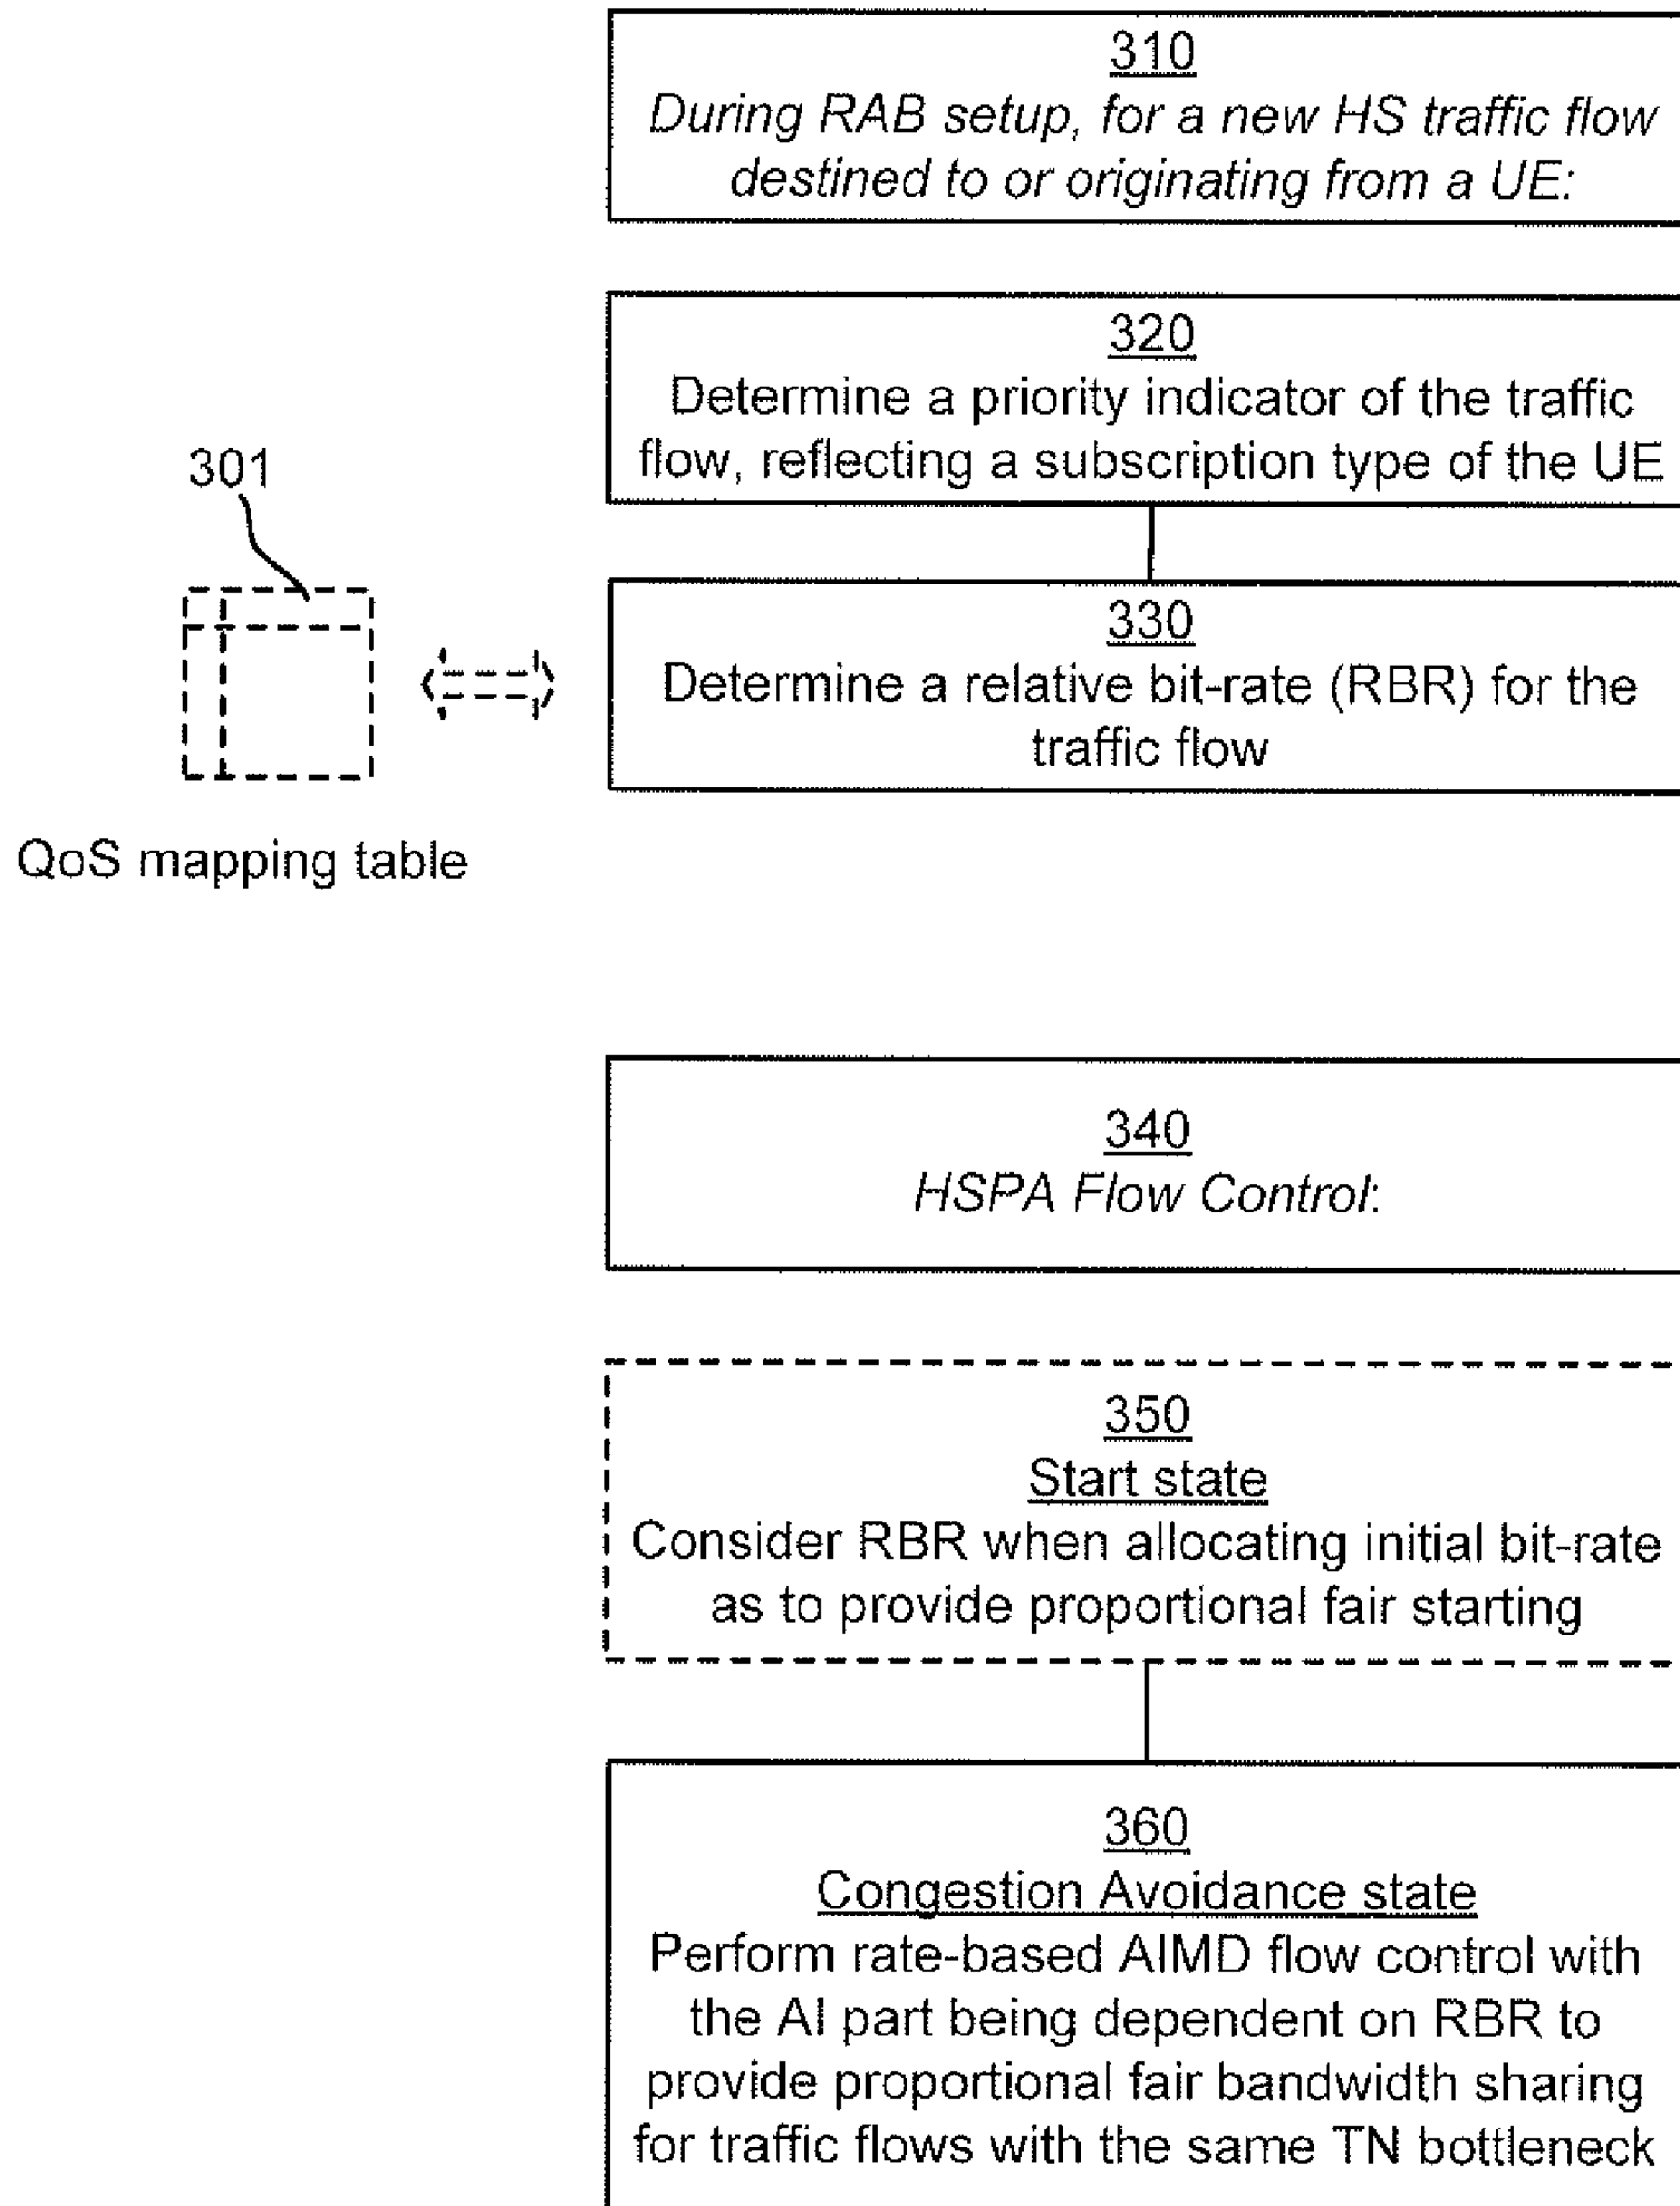 310
During RAB setup, for a new HS traffic flow
destined to or originating from a UE:
320
Determine a priority indicator of the traffic
flow, reflecting a subscription type of the UE
301
330
Determine a relative bit-rate (RBR) for the
traffic flow
QoS mapping table
340
HSPA Flow Control:
350
Start state
Consider RBR when allocating initial bit-rate
as to provide proportional fair starting
360
Congestion Avoidance state
Perform rate-based AIMD flow control with
the AI part being dependent on RBR to
provide proportional fair bandwidth sharing
for traffic flows with the same TN bottleneck